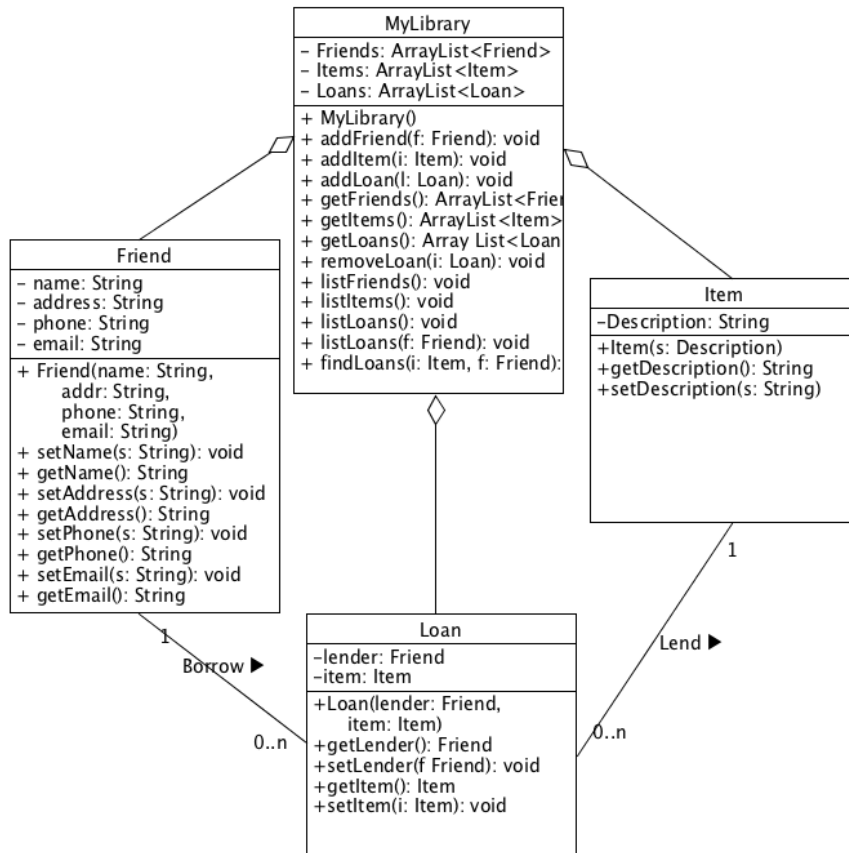 MyLibrary
– Friends: ArrayList<Friend>
– Items: ArrayList<Item>
– Loans: ArrayList<Loan>
+ MyLibrary()
+ addFriend(f: Friend): void
+ addItem(i: Item): void
+ addLoan(l: Loan): void
+ getFriends(): ArrayList<Frien
+ getItems(): ArrayList<Item>
+ getLoans(): Array List<Loan
+ removeLoan(i: Loan): void
+ listFriends(): void
+ listItems(): void
+ listLoans(): void
+ listLoans(f: Friend): void
+ findLoans(i: Item, f: Friend):
Friend
– name: String
– address: String
– phone: String
– email: String
+ Friend(name: String,
addr: String,
phone: String,
email: String)
+ setName(s: String): void
+ getName(): String
+ setAddress(s: String): void
+ getAddress(): String
+ setPhone(s: String): void
+ getPhone(): String
+ setEmail(s: String): void
+ getEmail(): String
Item
–Description: String
+Item(s: Description)
+getDescription(): String
+setDescription(s: String)
1
Borrow ▶
0..n
1
Lend ▶
0..n
Loan
–lender: Friend
–item: Item
+Loan(lender: Friend,
item: Item)
+getLender(): Friend
+setLender(f Friend): void
+getItem(): Item
+setItem(i: Item): void